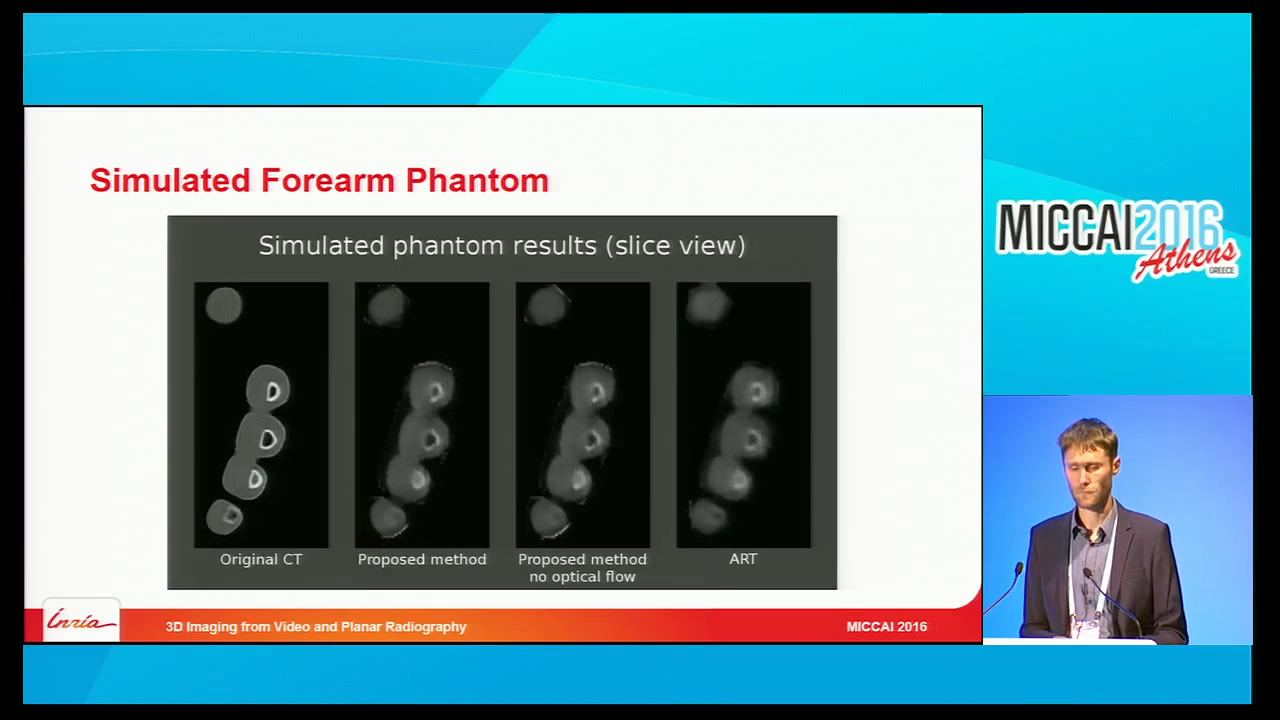 Simulated Forearm Phantom
Simulated phantom results (slice view)
Original CT
Proposed method
Proposed method
no optical flow
ART
Inría
3D Imaging from Video and Planar Radiography
MICCAI 2016
MICCAI2016
Athens
GREECE